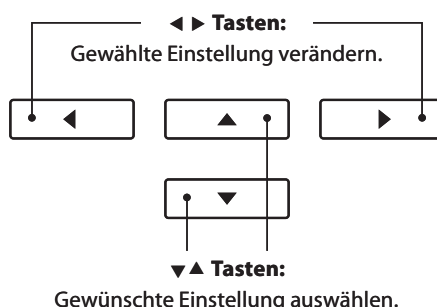 ◀ ▶ Tasten:
Gewählte Einstellung verändern.
◀ ▲ ▶
▼
▼▲ Tasten:
Gewünschte Einstellung auswählen.